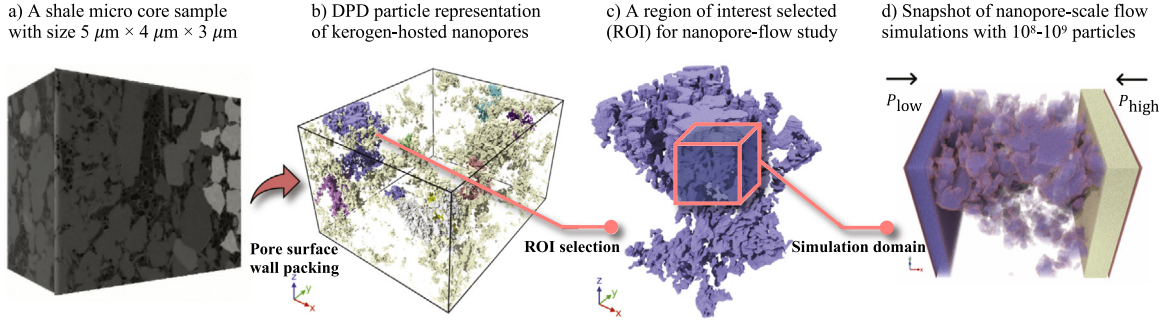 a) A shale micro core sample
with size 5 μm × 4 μm × 3 μm
b) DPD particle representation
of kerogen-hosted nanopores
c) A region of interest selected
(ROI) for nanopore-flow study
d) Snapshot of nanopore-scale flow
simulations with 10⁸-10⁹ particles
P_low
P_high
Pore surface
wall packing
ROI selection
Simulation domain
z
y
x
z
y
x